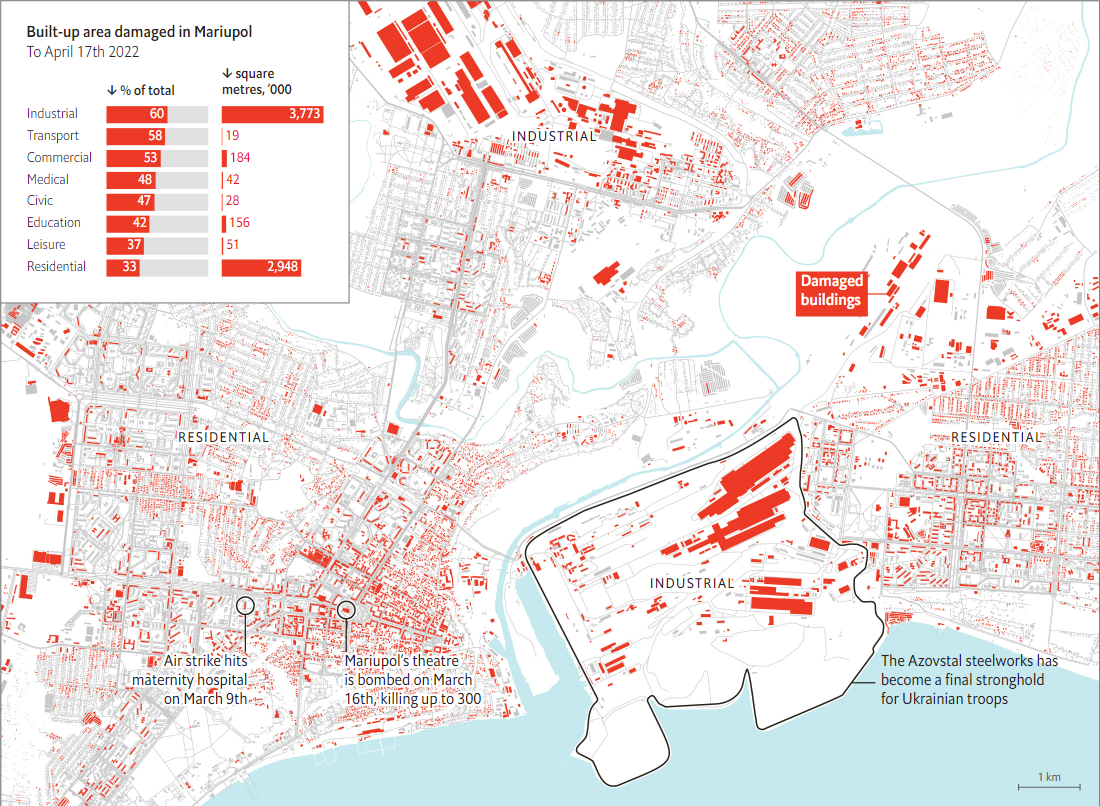 Built-up area damaged in Mariupol
To April 17th 2022
↓ % of total
↓ square
metres, ’000
Industrial 60 3,773
Transport 58 19
Commercial 53 184
Medical 48 42
Civic 47 28
Education 42 156
Leisure 37 51
Residential 33 2,948
INDUSTRIAL
Damaged
buildings
RESIDENTIAL
RESIDENTIAL
INDUSTRIAL
Air strike hits
maternity hospital
on March 9th
Mariupol’s theatre
is bombed on March
16th, killing up to 300
The Azovstal steelworks has
become a final stronghold
for Ukrainian troops
1 km